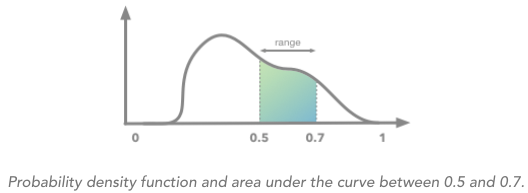 range
0 0.5 0.7 1
Probability density function and area under the curve between 0.5 and 0.7.